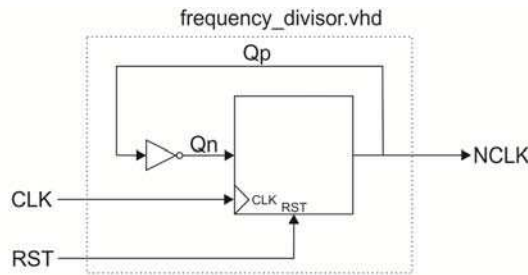 frequency_divisor.vhd
Qp
Qn
NCLK
CLK
CLK
RST
RST